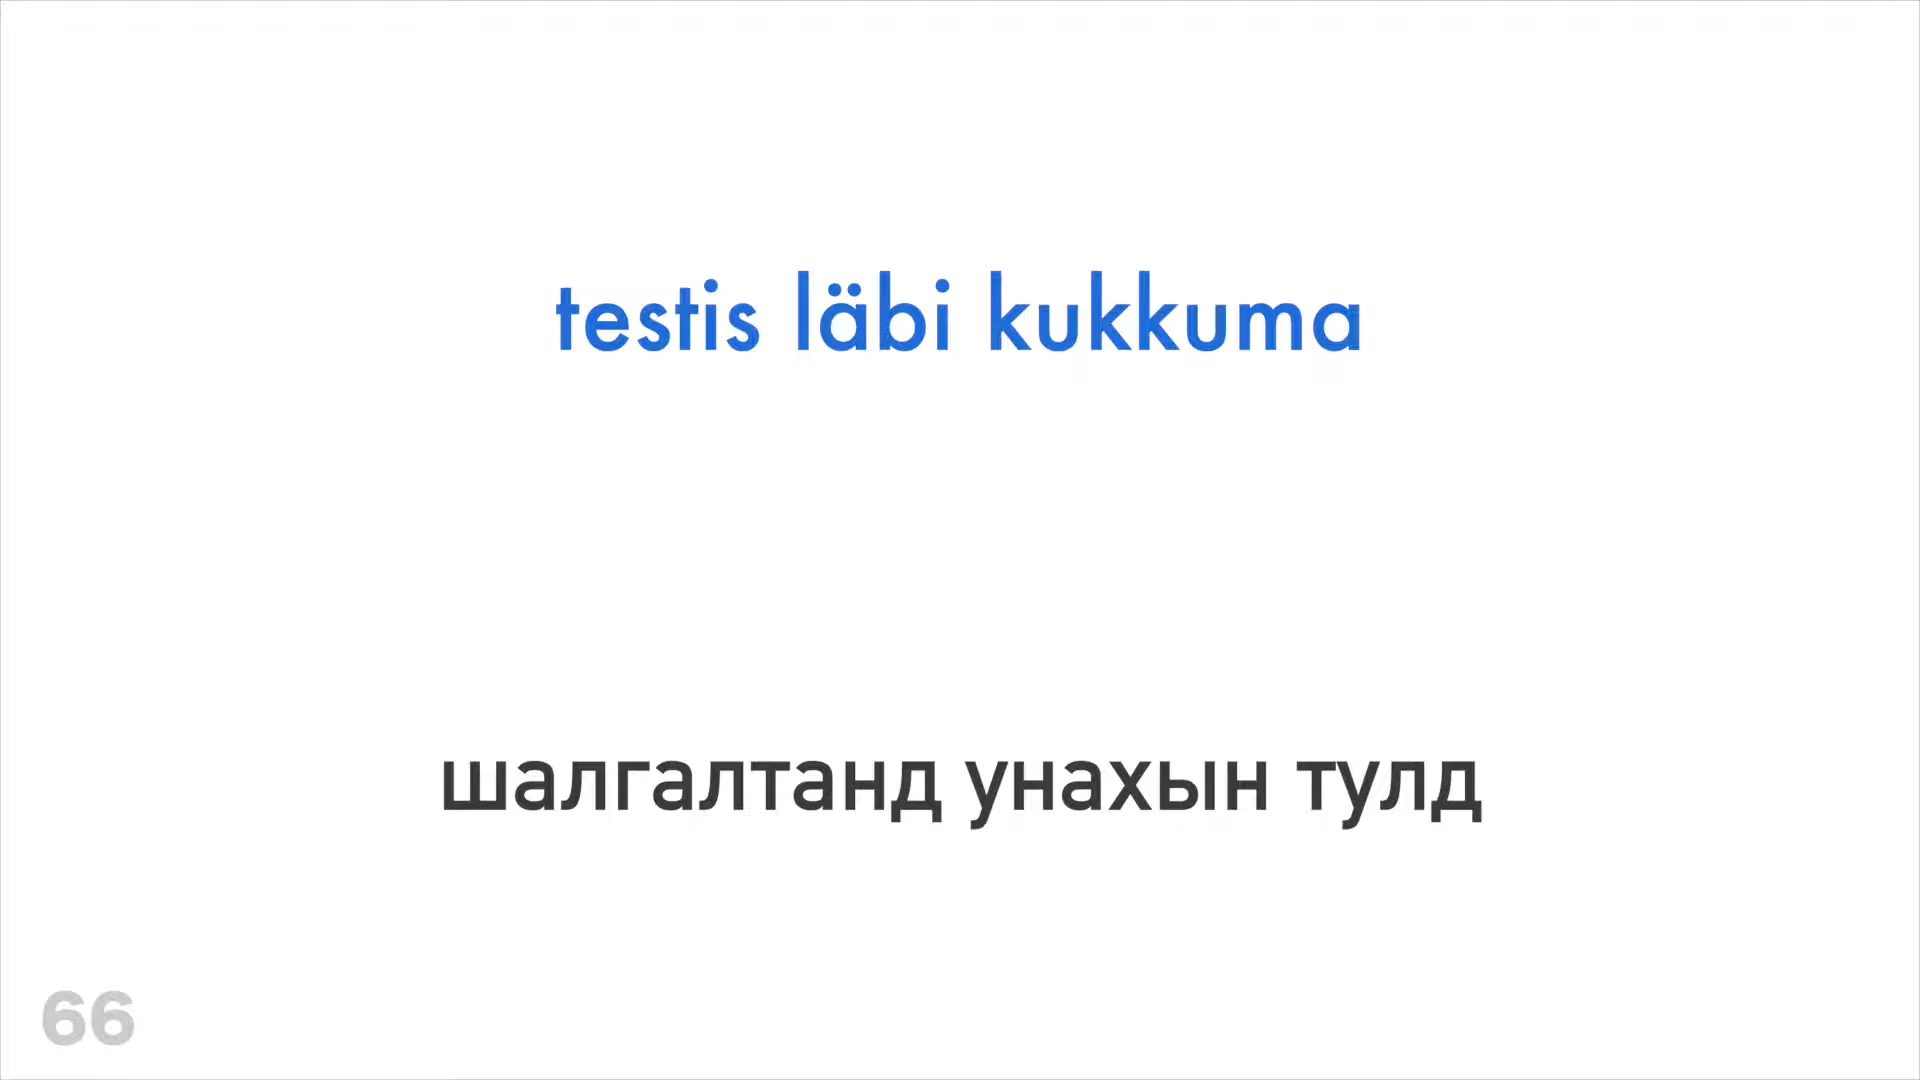 testis läbi kukkuma
шалгалтанд унахын тулд
66